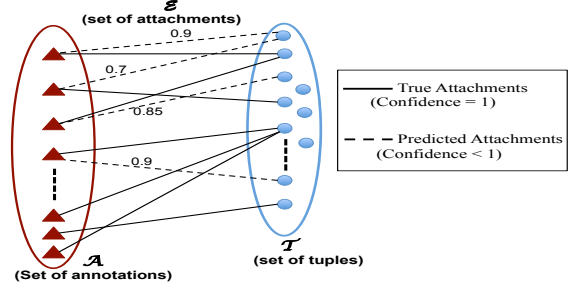 ℰ
(set of attachments)
0.9
0.7
0.85
0.9
True Attachments
(Confidence = 1)
Predicted Attachments
(Confidence < 1)
𝒜
(Set of annotations)
𝒯
(set of tuples)